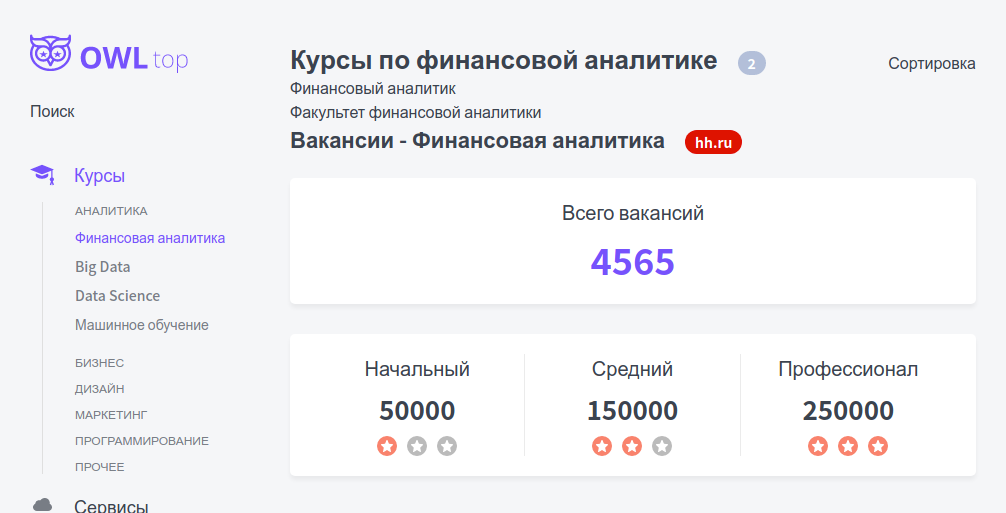 OWL top
Поиск
Курсы
АНАЛИТИКА
Финансовая аналитика
Big Data
Data Science
Машинное обучение
БИЗНЕС
ДИЗАЙН
МАРКЕТИНГ
ПРОГРАММИРОВАНИЕ
ПРОЧЕЕ
Сервисы
Курсы по финансовой аналитике 2
Сортировка
Финансовый аналитик
Факультет финансовой аналитики
Вакансии - Финансовая аналитика hh.ru
Всего вакансий
4565
Начальный
50000
Средний
150000
Профессионал
250000